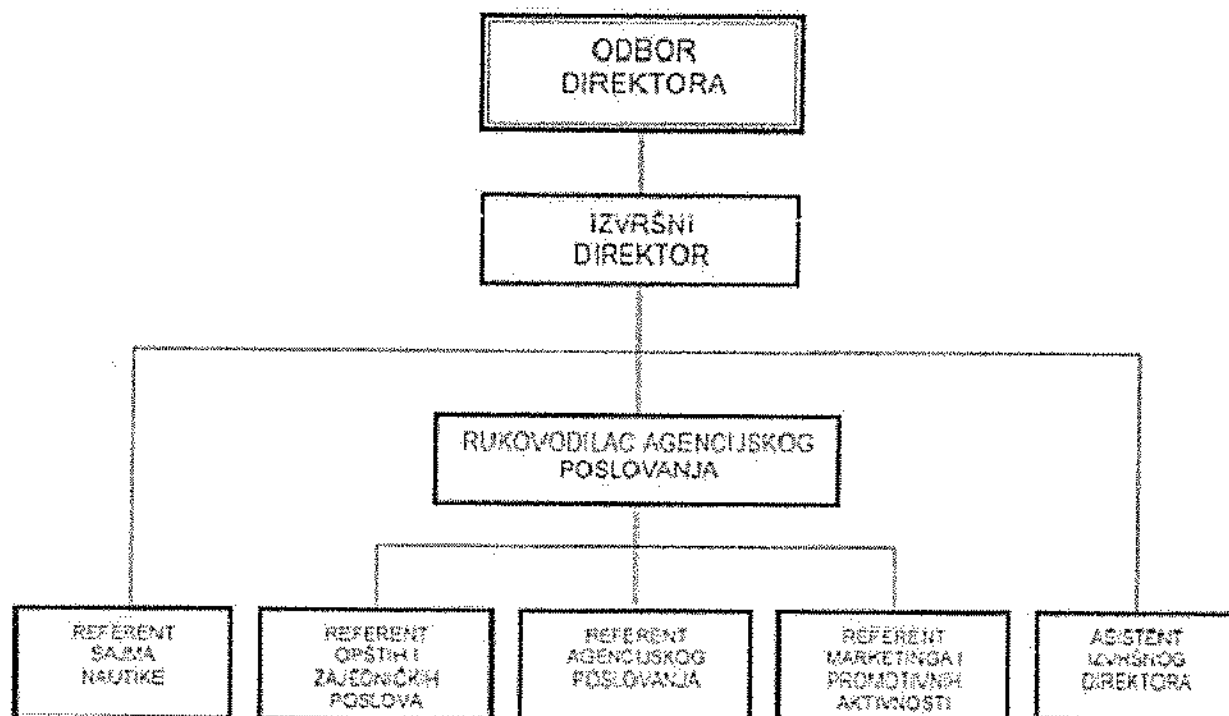 ODBOR
DIREKTORA
IZVRŠNI
DIREKTOR
RUKOVODILAC AGENCIJSKOG
POSLOVANJA
REFERENT
SAJMA
NAUTIKE
REFERENT
OPŠTIH I
ZAJEDNIČKIH
POSLOVA
REFERENT
AGENCIJSKOG
POSLOVANJA
REFERENT
MARKETINGA I
PROMOTIVNIH
AKTIVNOSTI
ASISTENT
IZVRŠNOG
DIREKTORA